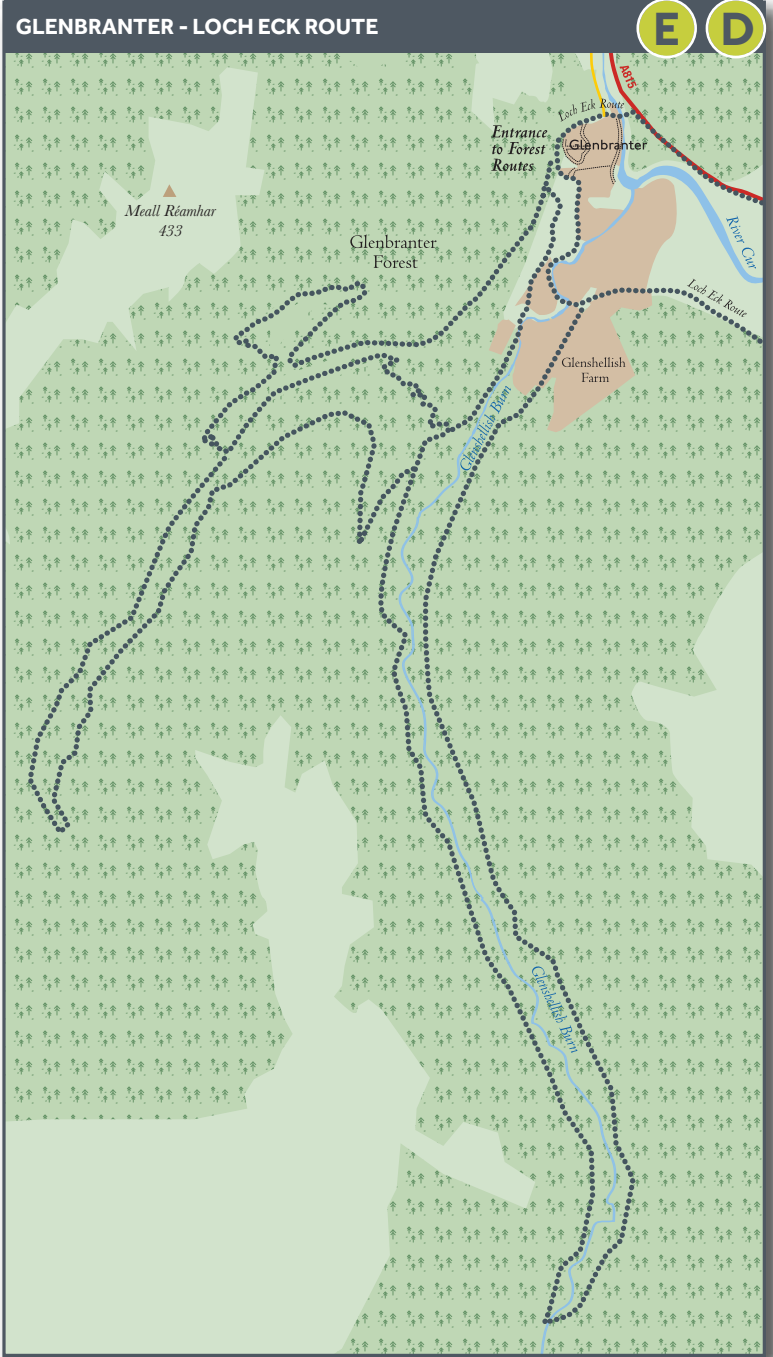 GLENBRANTER - LOCH ECK ROUTE
E D
A815
Loch Eck Route
Entrance
to Forest
Routes
Glenbranter
Meall Réamhar
433
Glenbranter
Forest
River Cur
Loch Eck Route
Glenshellish
Farm
Glenshellish Burn
Glenshellish Burn